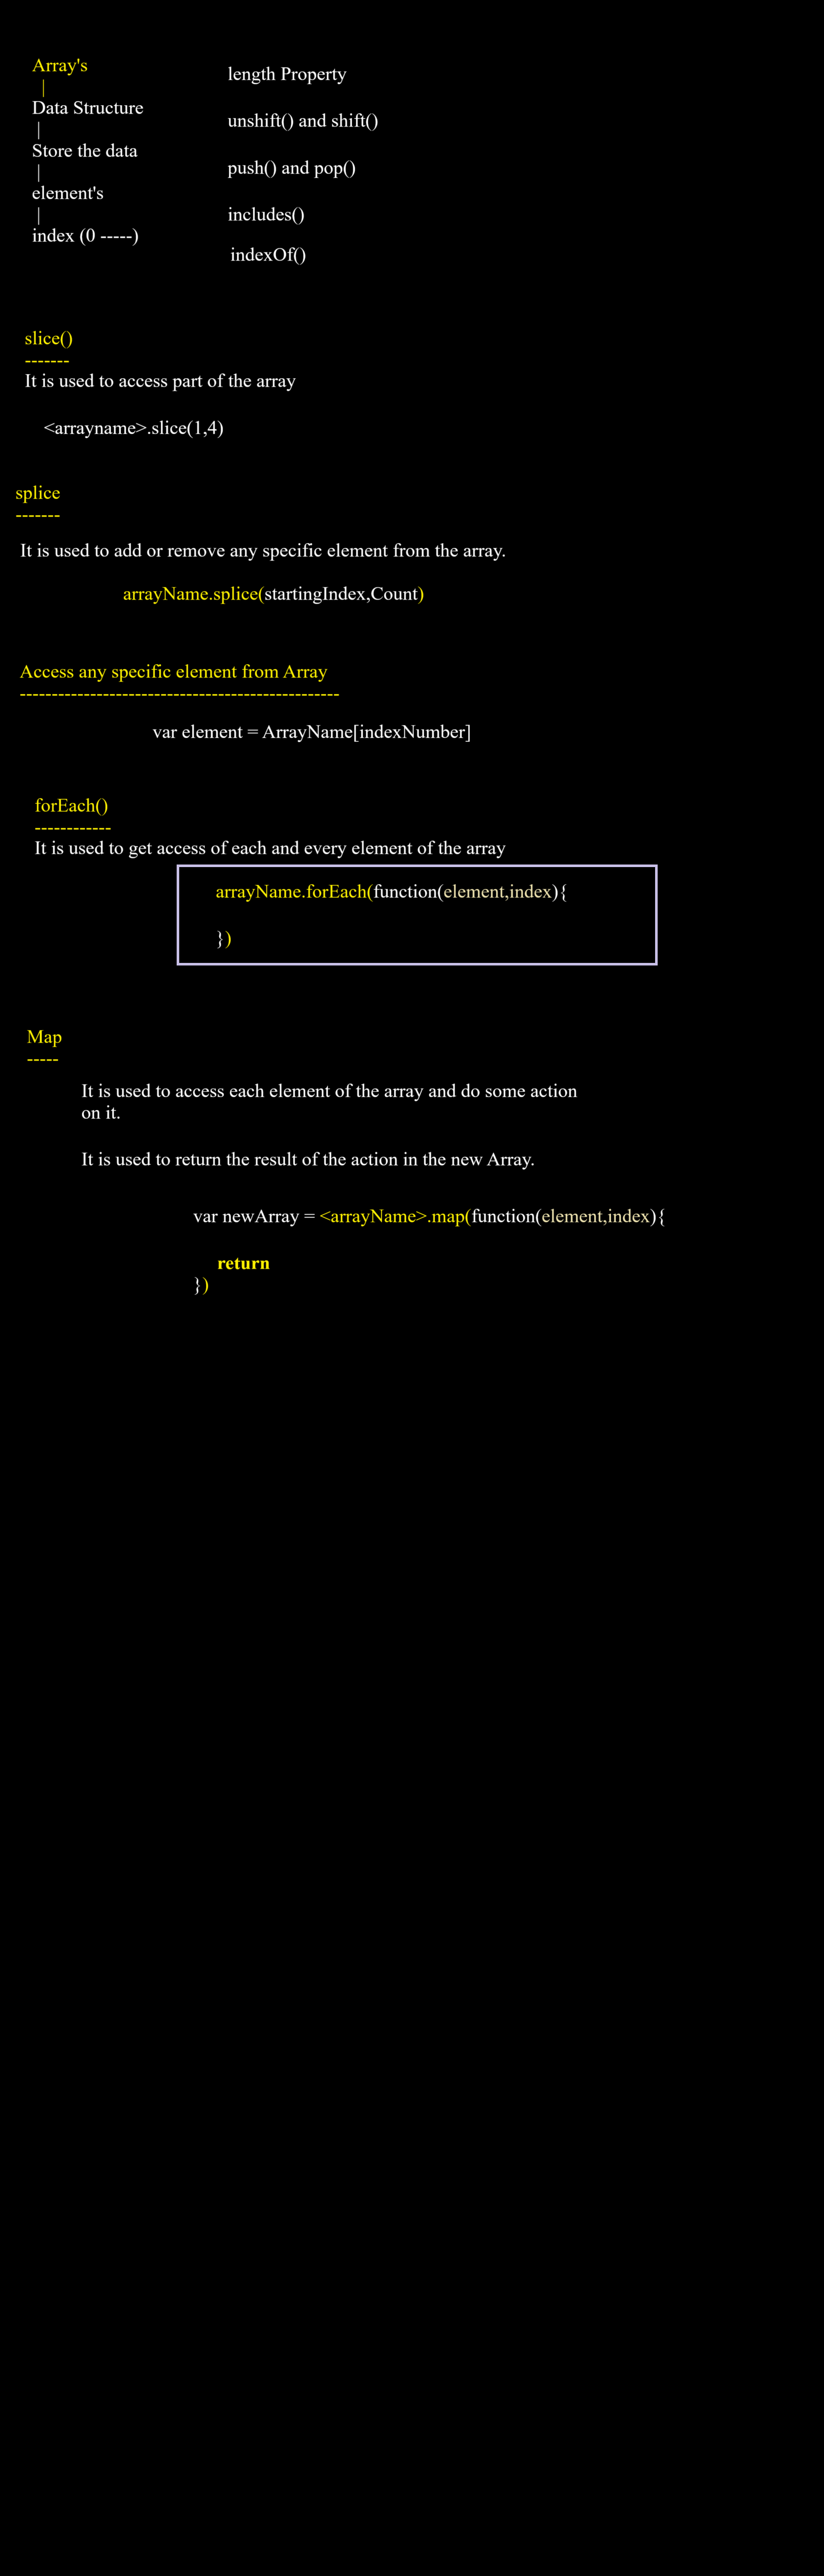 Array's
|
Data Structure
|
Store the data
|
element's
|
index (0 -----)
length Property
unshift() and shift()
push() and pop()
includes()
indexOf()
slice()
-------
It is used to access part of the array
<arrayname>.slice(1,4)
splice
-------
It is used to add or remove any specific element from the array.
arrayName.splice(startingIndex,Count)
Access any specific element from Array
--------------------------------------------------
var element = ArrayName[indexNumber]
forEach()
------------
It is used to get access of each and every element of the array
arrayName.forEach(function(element,index){
})
Map
-----
It is used to access each element of the array and do some action
on it.
It is used to return the result of the action in the new Array.
var newArray = <arrayName>.map(function(element,index){
return
})